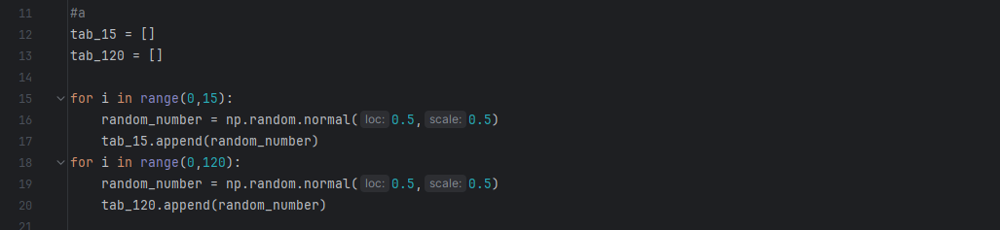 11 #a
12 tab_15 = []
13 tab_120 = []
14
15 for i in range(0,15):
16     random_number = np.random.normal( loc: 0.5, scale: 0.5)
17     tab_15.append(random_number)
18 for i in range(0,120):
19     random_number = np.random.normal( loc: 0.5, scale: 0.5)
20     tab_120.append(random_number)
21